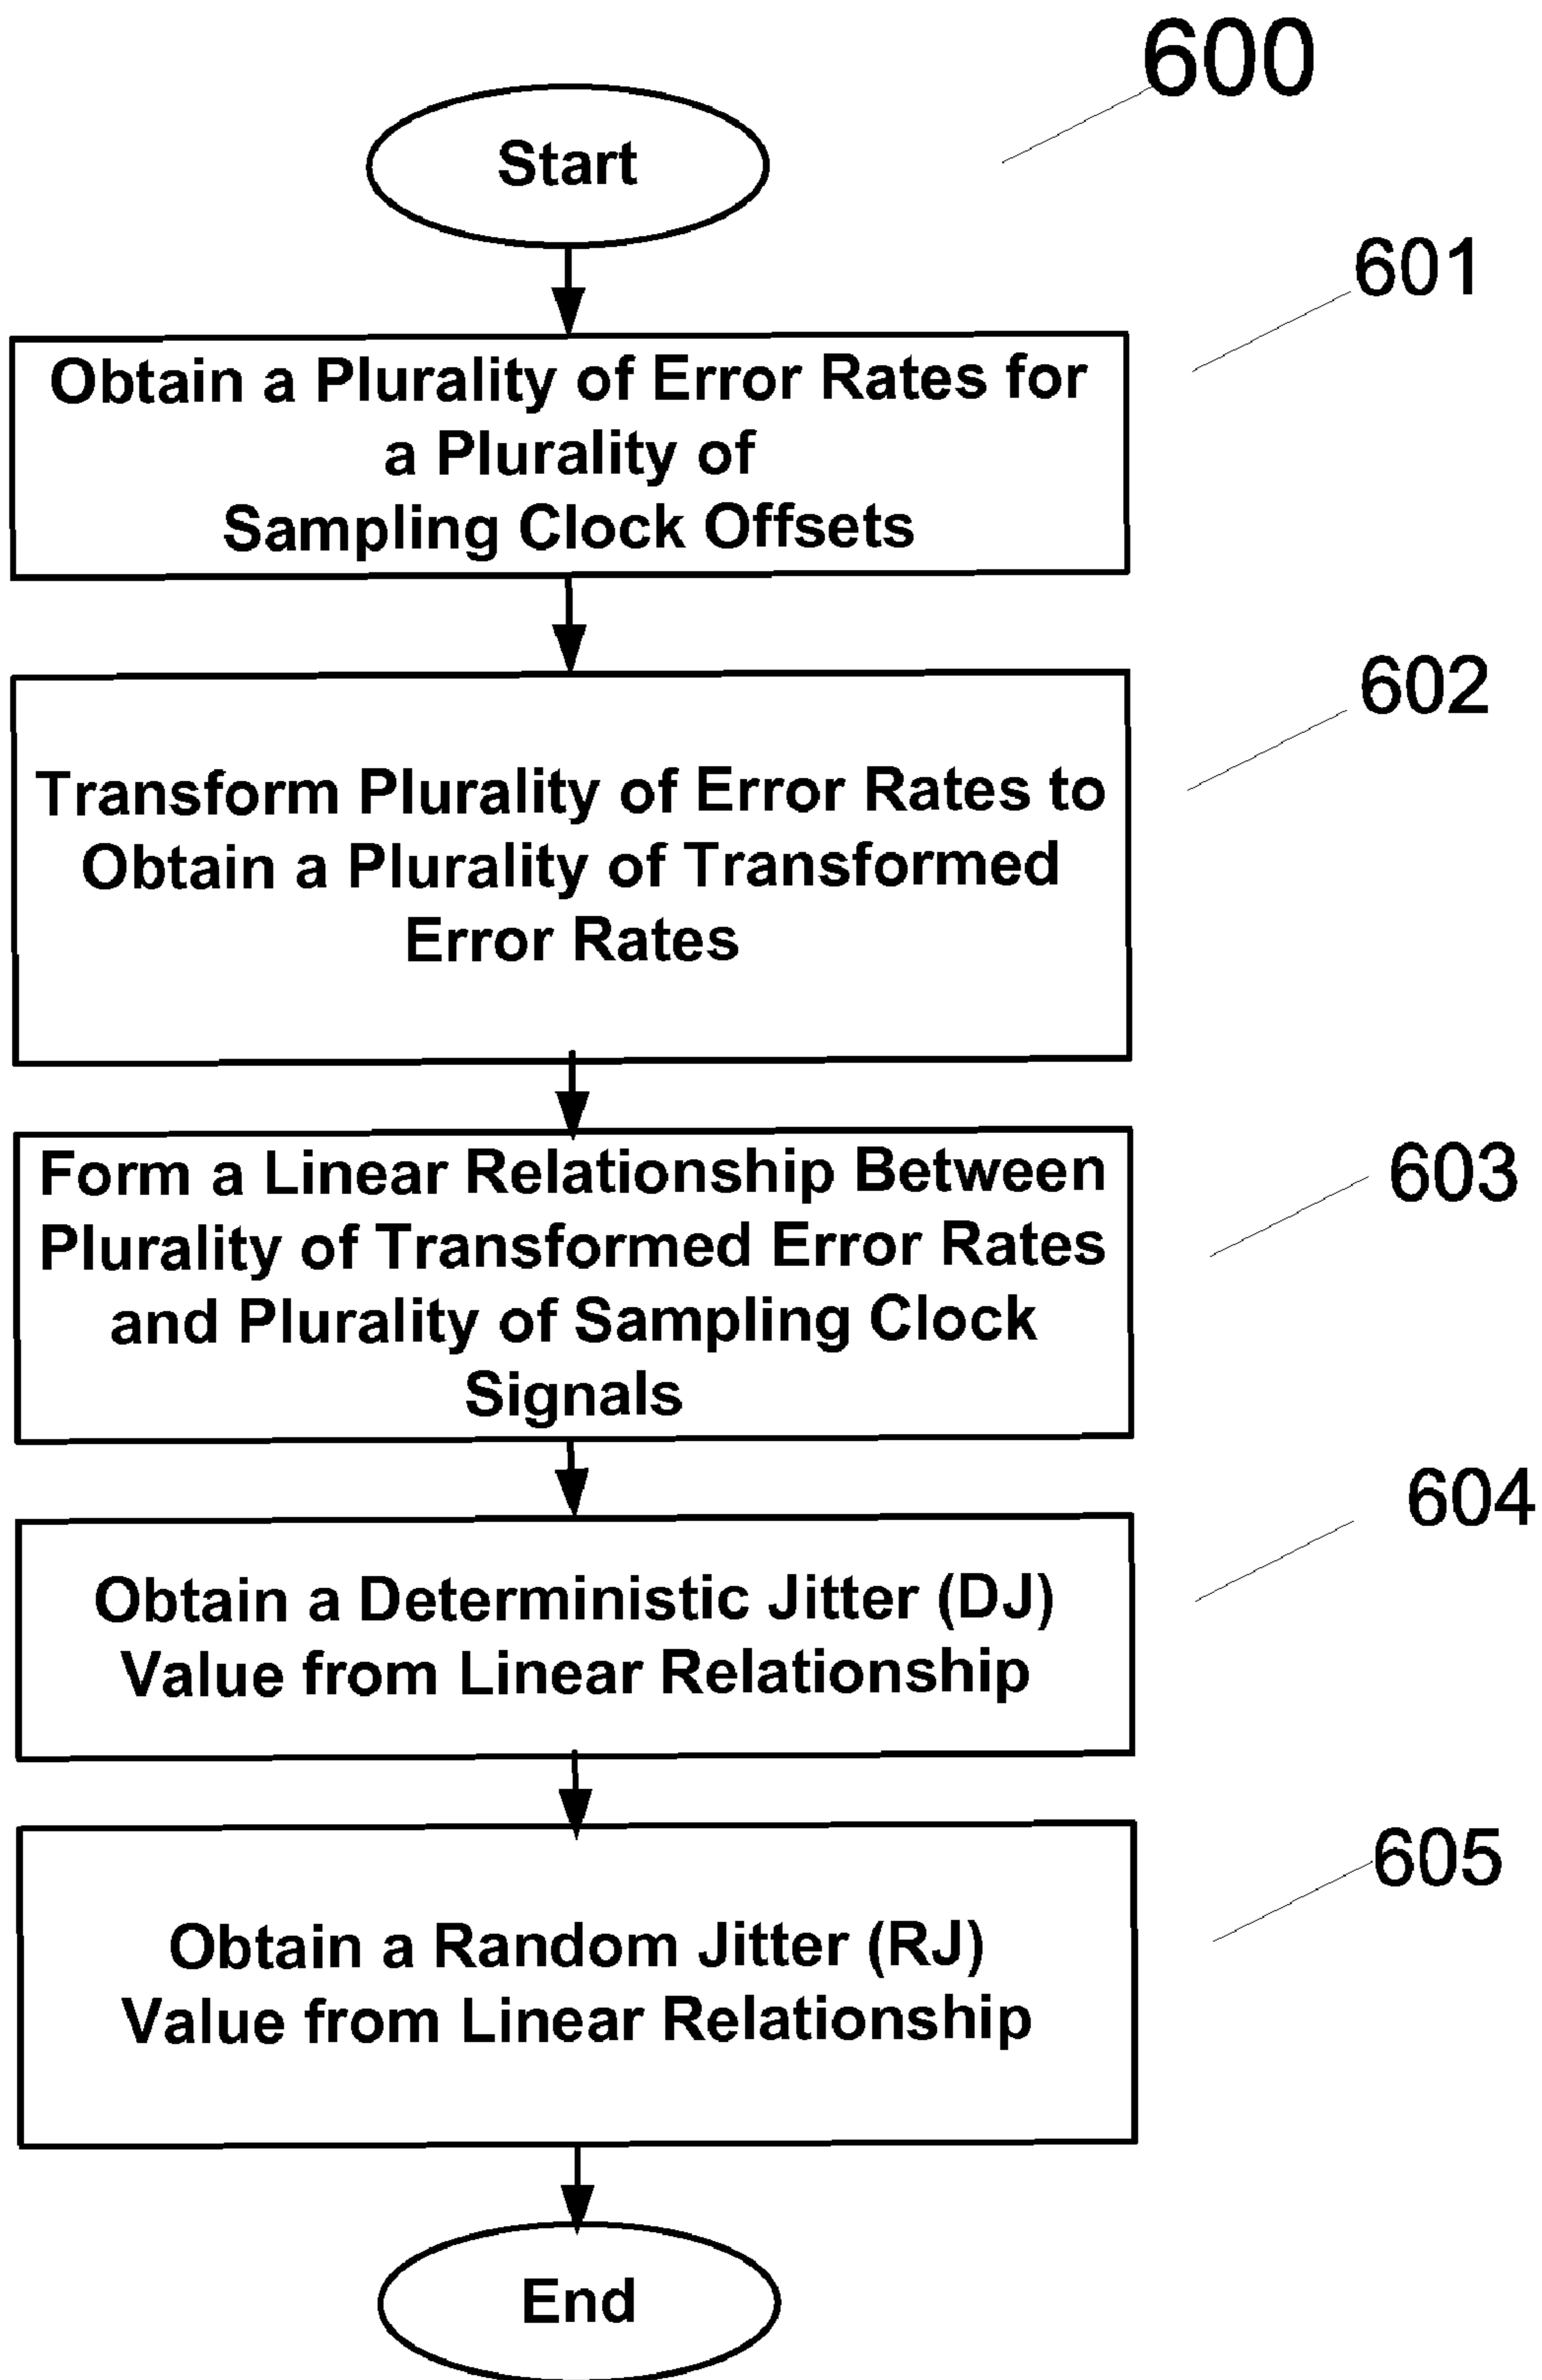 600
Start
601
Obtain a Plurality of Error Rates for
a Plurality of
Sampling Clock Offsets
602
Transform Plurality of Error Rates to
Obtain a Plurality of Transformed
Error Rates
603
Form a Linear Relationship Between
Plurality of Transformed Error Rates
and Plurality of Sampling Clock
Signals
604
Obtain a Deterministic Jitter (DJ)
Value from Linear Relationship
605
Obtain a Random Jitter (RJ)
Value from Linear Relationship
End